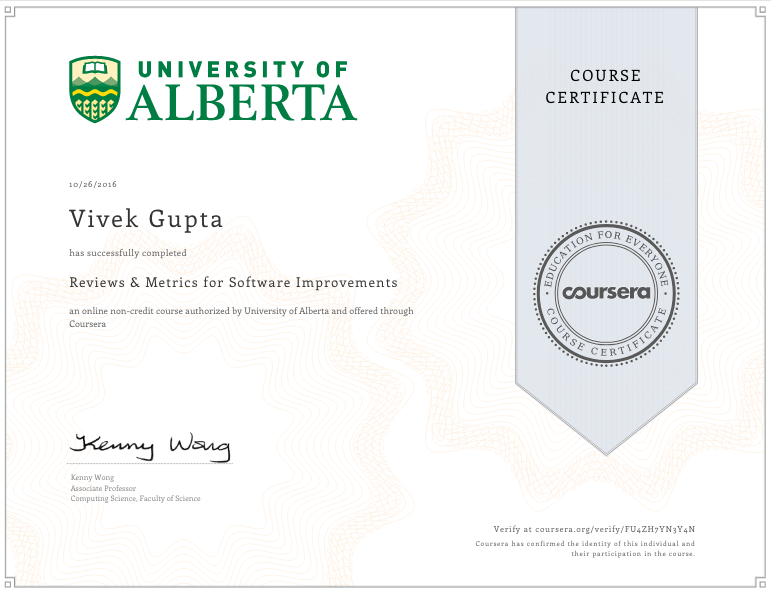 UNIVERSITY OF
ALBERTA
COURSE
CERTIFICATE
10/26/2016
Vivek Gupta
has successfully completed
Reviews & Metrics for Software Improvements
an online non-credit course authorized by University of Alberta and offered through
Coursera
EDUCATION FOR EVERYONE
coursera
COURSE CERTIFICATE
Kenny Wong
Kenny Wong
Associate Professor
Computing Science, Faculty of Science
Verify at coursera.org/verify/FU4ZH7YN3Y4N
Coursera has confirmed the identity of this individual and
their participation in the course.